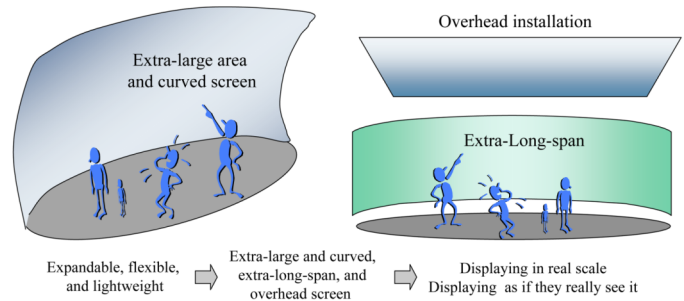 Extra-large area
and curved screen
Overhead installation
Extra-Long-span
Expandable, flexible,
and lightweight
Extra-large and curved,
extra-long-span, and
overhead screen
Displaying in real scale
Displaying as if they really see it